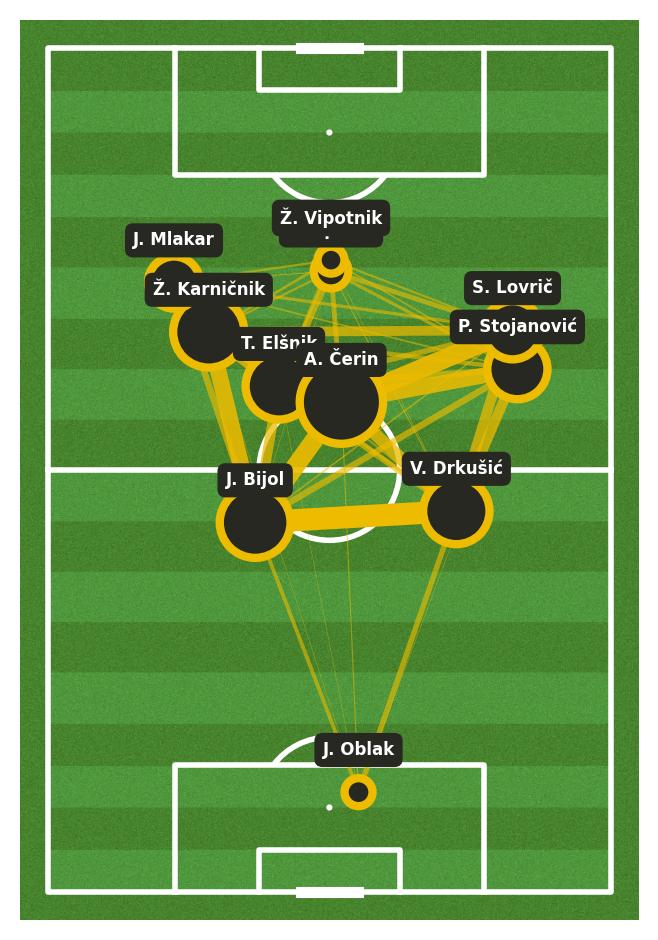 Ž. Vipotnik
J. Mlakar
S. Lovrič
Ž. Karničnik
P. Stojanović
T. Elšnik
A. Čerin
V. Drkušić
J. Bijol
J. Oblak